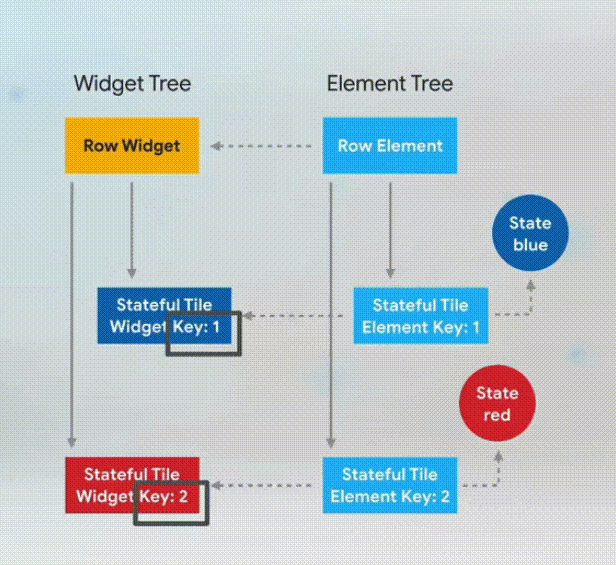 Widget Tree
Element Tree
Row Widget
Row Element
State
blue
Stateful Tile
Widget Key: 1
Stateful Tile
Element Key: 1
State
red
Stateful Tile
Widget Key: 2
Stateful Tile
Element Key: 2